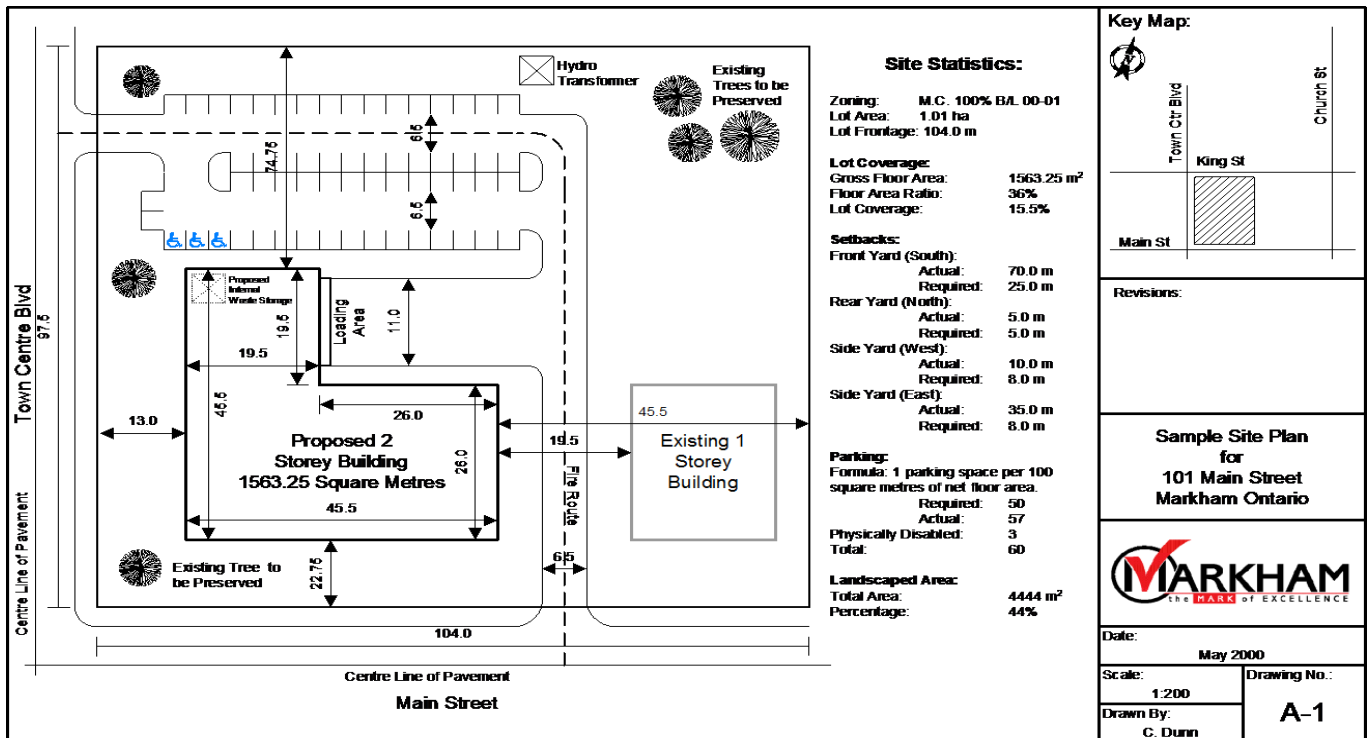 Hydro
Transformer
Existing
Trees to be
Preserved
6.5
74.75
6.5
Proposed
Internal
Waste Storage
19.5
Loading
Area
11.0
19.5
45.5
26.0
13.0
Proposed 2
Storey Building
1563.25 Square Metres
45.5
26.0
45.5
19.5
Existing 1
Storey
Building
Fire Route
6.5
22.75
Existing Tree to
be Preserved
104.0
97.5
Town Centre Blvd
Centre Line of Pavement
Centre Line of Pavement
Main Street
Site Statistics:
Zoning: M.C. 100% B/L 00-01
Lot Area: 1.01 ha
Lot Frontage: 104.0 m
Lot Coverage:
Gross Floor Area: 1563.25 m²
Floor Area Ratio: 36%
Lot Coverage: 15.5%
Setbacks:
Front Yard (South):
Actual: 70.0 m
Required: 25.0 m
Rear Yard (North):
Actual: 5.0 m
Required: 5.0 m
Side Yard (West):
Actual: 10.0 m
Required: 8.0 m
Side Yard (East):
Actual: 35.0 m
Required: 8.0 m
Parking:
Formula: 1 parking space per 100
square metres of net floor area.
Required: 50
Actual: 57
Physically Disabled: 3
Total: 60
Landscaped Area:
Total Area: 4444 m²
Percentage: 44%
Key Map:
Town Ctr Blvd
Church St
King St
Main St
Revisions:
Sample Site Plan
for
101 Main Street
Markham Ontario
MARKHAM
the MARK of EXCELLENCE
Date:
May 2000
Scale:
1:200
Drawing No.:
A-1
Drawn By:
C. Dunn